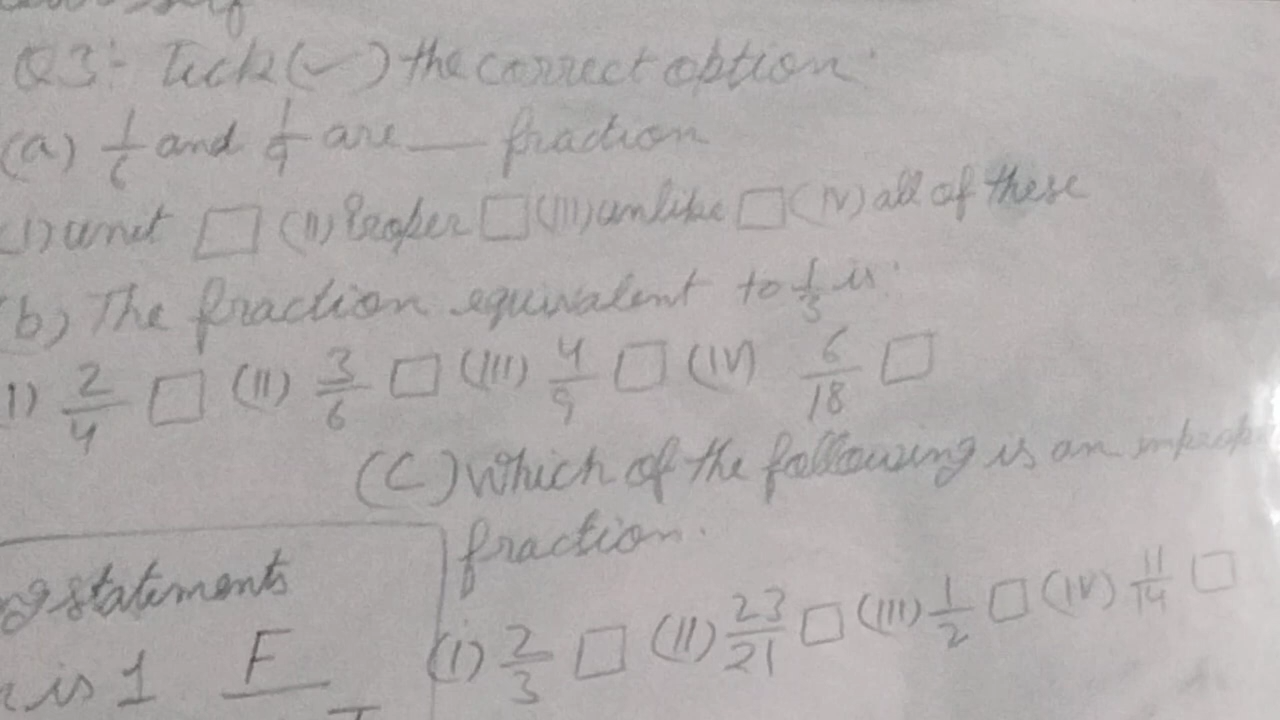 Q3:- Tick (✓) the correct option.
(a) 1/6 and 1/9 are ___ fraction
(I) unit □ (II) Proper □ (III) unlike □ (IV) all of these
(b) The fraction equivalent to 1/3 is:
I) 2/4 □ (II) 3/6 □ (III) 4/9 □ (IV) 6/18 □
(C) Which of the following is an
fraction.
(i) 2/3 □ (II) 23/21 □ (III) 1/2 □ (IV) 11/14 □
statements
is 1 F